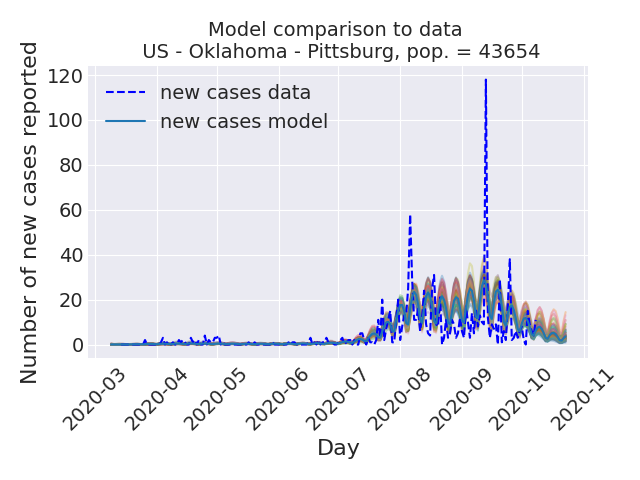 Model comparison to data
US - Oklahoma - Pittsburg, pop. = 43654
Number of new cases reported
120
100
80
60
40
20
0
new cases data
new cases model
2020-03
2020-04
2020-05
2020-06
2020-07
2020-08
2020-09
2020-10
2020-11
Day